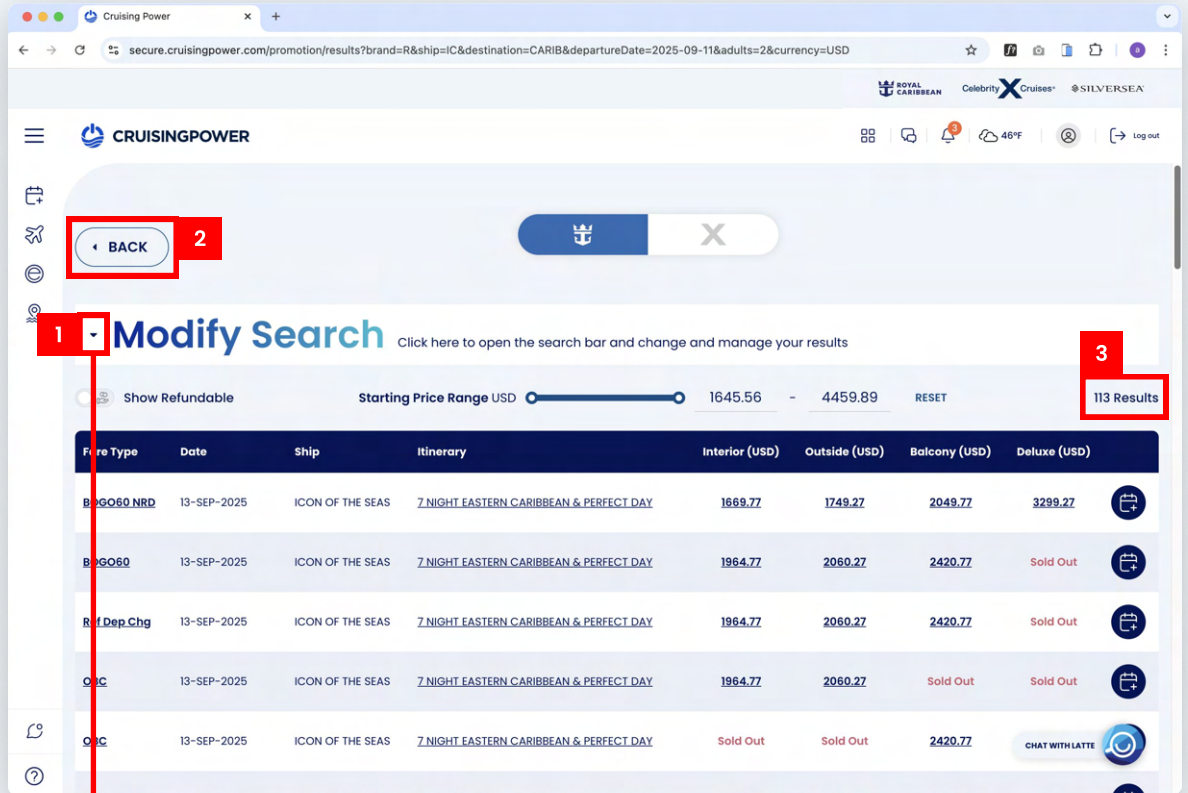 Cruising Power
secure.cruisingpower.com/promotion/results?brand=R&ship=IC&destination=CARIB&departureDate=2025-09-11&adults=2&currency=USD
a
ROYAL CARIBBEAN
Celebrity X Cruises®
SILVERSEA
CRUISINGPOWER
3
46°F
Log out
BACK
2
1
Modify Search Click here to open the search bar and change and manage your results
3
Show Refundable
Starting Price Range USD 1645.56 - 4459.89 RESET
113 Results
Fare Type Date Ship Itinerary Interior (USD) Outside (USD) Balcony (USD) Deluxe (USD)
BOGO60 NRD 13-SEP-2025 ICON OF THE SEAS 7 NIGHT EASTERN CARIBBEAN & PERFECT DAY 1669.77 1749.27 2049.77 3299.27
BOGO60 13-SEP-2025 ICON OF THE SEAS 7 NIGHT EASTERN CARIBBEAN & PERFECT DAY 1964.77 2060.27 2420.77 Sold Out
Ref Dep Chg 13-SEP-2025 ICON OF THE SEAS 7 NIGHT EASTERN CARIBBEAN & PERFECT DAY 1964.77 2060.27 2420.77 Sold Out
OBC 13-SEP-2025 ICON OF THE SEAS 7 NIGHT EASTERN CARIBBEAN & PERFECT DAY 1964.77 2060.27 Sold Out Sold Out
OBC 13-SEP-2025 ICON OF THE SEAS 7 NIGHT EASTERN CARIBBEAN & PERFECT DAY Sold Out Sold Out 2420.77
CHAT WITH LATTE